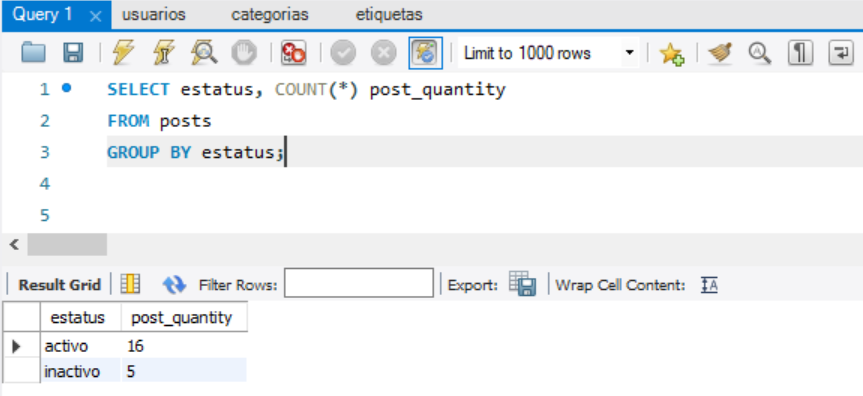 Query 1 usuarios categorias etiquetas
Limit to 1000 rows
1 SELECT estatus, COUNT(*) post_quantity
2 FROM posts
3 GROUP BY estatus;
4
5
Result Grid Filter Rows: Export: Wrap Cell Content:
estatus post_quantity
activo 16
inactivo 5